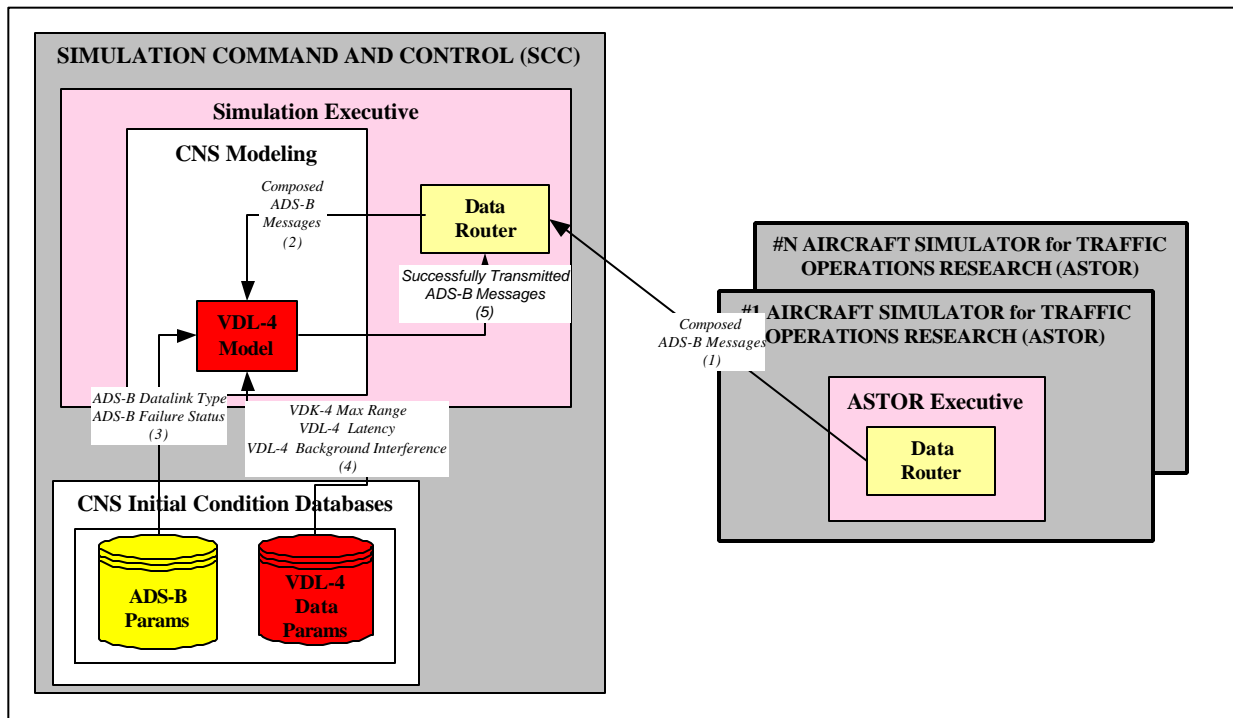 SIMULATION COMMAND AND CONTROL (SCC)
Simulation Executive
CNS Modeling
Composed
ADS-B
Messages
(2)
Data
Router
Successfully Transmitted
ADS-B Messages
(5)
VDL-4
Model
ADS-B Datalink Type
ADS-B Failure Status
(3)
VDK-4 Max Range
VDL-4 Latency
VDL-4 Background Interference
(4)
CNS Initial Condition Databases
ADS-B
Params
VDL-4
Data
Params
Composed
ADS-B Messages
(1)
#N AIRCRAFT SIMULATOR for TRAFFIC
OPERATIONS RESEARCH (ASTOR)
#1 AIRCRAFT SIMULATOR for TRAFFIC
OPERATIONS RESEARCH (ASTOR)
ASTOR Executive
Data
Router